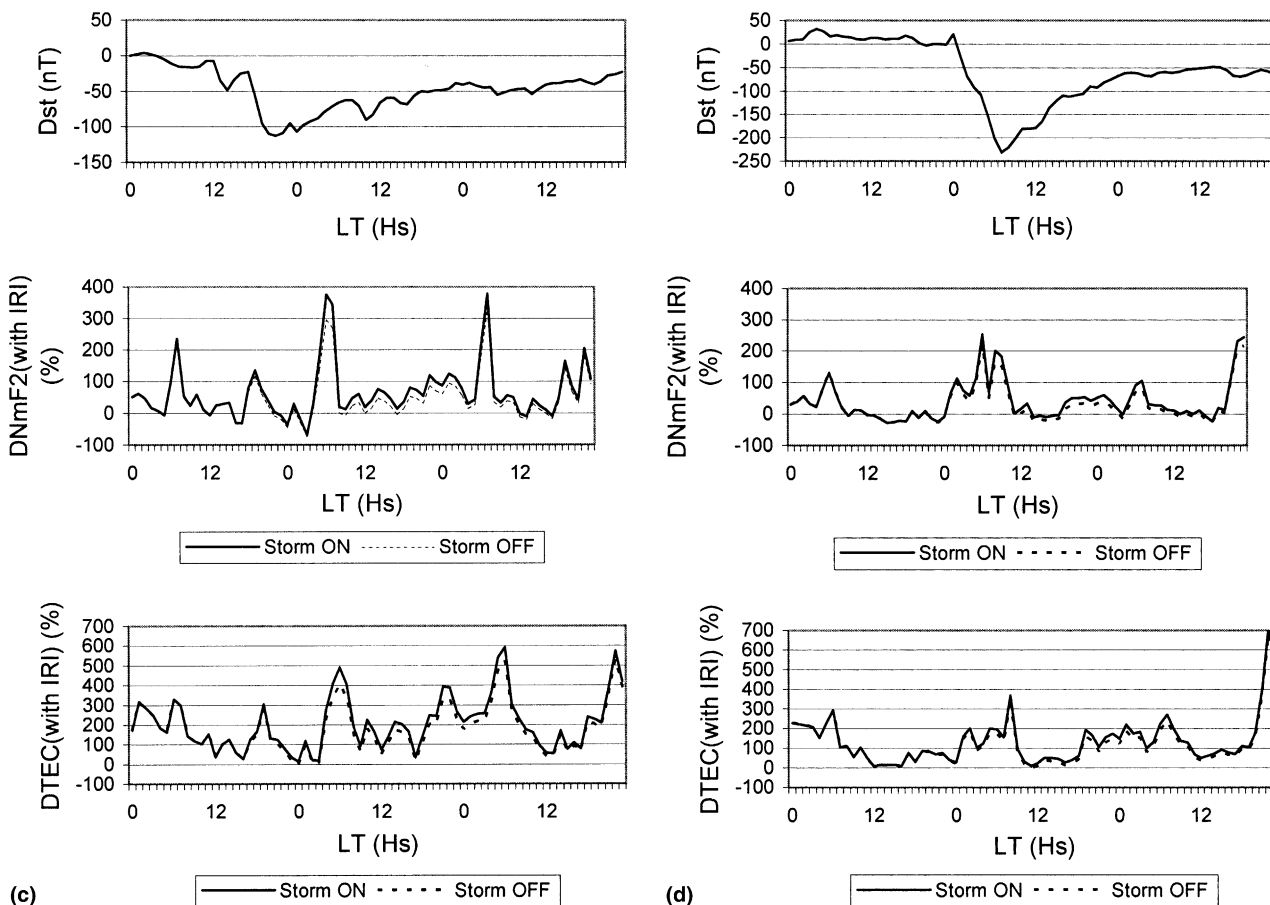 50
0
-50
-100
-150
Dst (nT)
0 12 0 12 0 12
LT (Hs)
400
300
200
100
0
-100
DNmF2(with IRI)
(%)
0 12 0 12 0 12
LT (Hs)
Storm ON Storm OFF
700
600
500
400
300
200
100
0
-100
DTEC(with IRI) (%)
0 12 0 12 0 12
LT (Hs)
(c)
Storm ON Storm OFF
50
0
-50
-100
-150
-200
-250
Dst (nT)
0 12 0 12 0 12
LT (Hs)
400
300
200
100
0
-100
DNmF2(with IRI)
(%)
0 12 0 12 0 12
LT (Hs)
Storm ON Storm OFF
700
600
500
400
300
200
100
0
-100
DTEC(with IRI) (%)
0 12 0 12 0 12
LT (Hs)
(d)
Storm ON Storm OFF